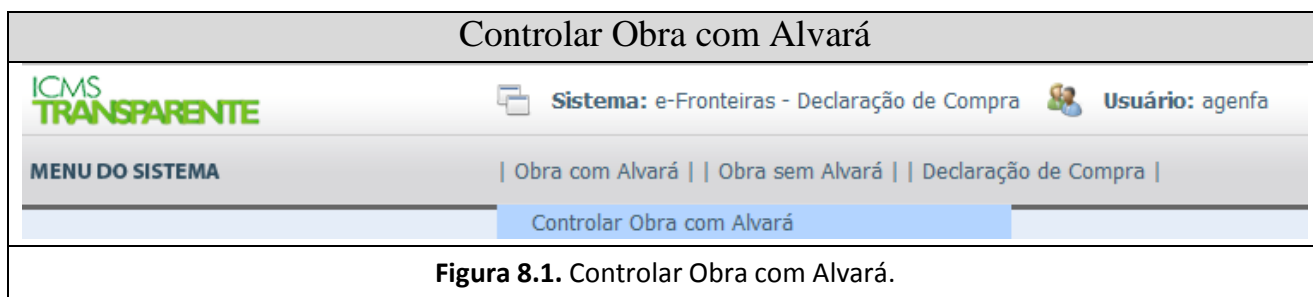 Controlar Obra com Alvará
ICMS
TRANSPARENTE
Sistema: e-Fronteiras - Declaração de Compra Usuário: agenfa
MENU DO SISTEMA | Obra com Alvará | | Obra sem Alvará | | Declaração de Compra |
Controlar Obra com Alvará
Figura 8.1. Controlar Obra com Alvará.